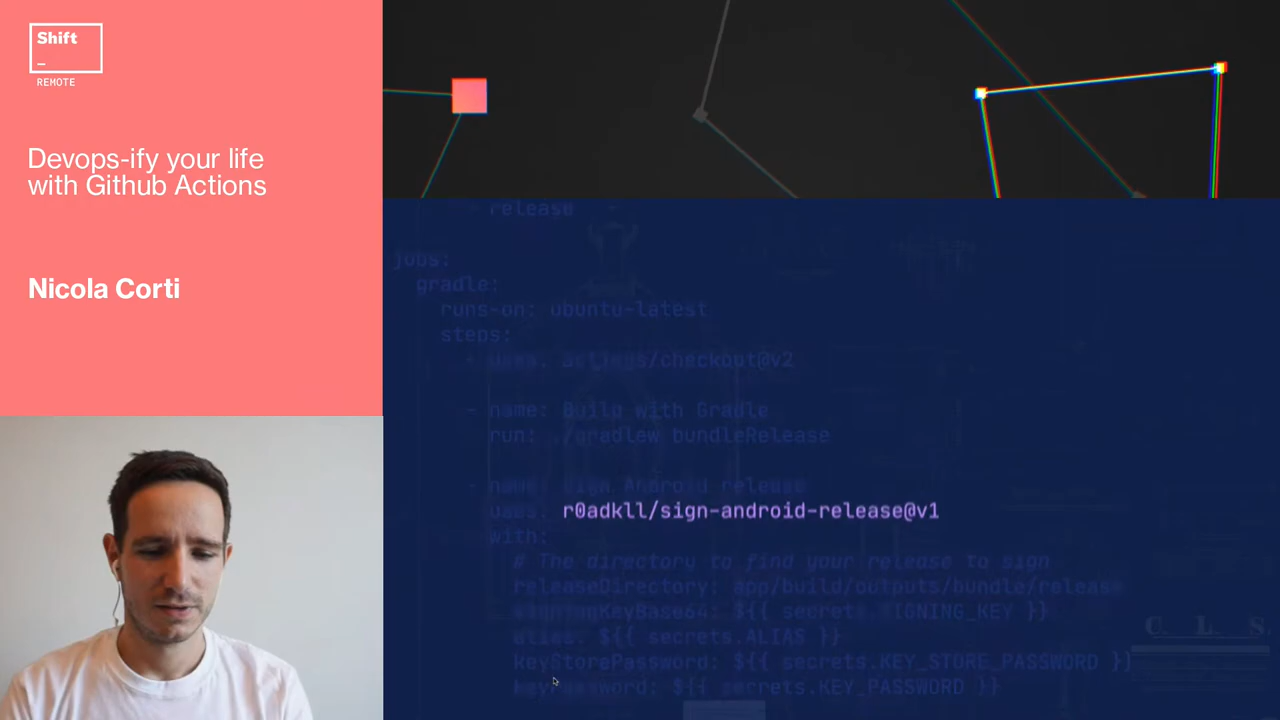 Shift
_
REMOTE
Devops-ify your life
with Github Actions
Nicola Corti
- release
jobs:
gradle:
runs-on: ubuntu-latest
steps:
- uses: actions/checkout@v2
- name: Build with Gradle
run: ./gradlew bundleRelease
- name: Sign Android release
uses: r0adkll/sign-android-release@v1
with:
# The directory to find your release to sign
releaseDirectory: app/build/outputs/bundle/release
signingKeyBase64: ${{ secrets.SIGNING_KEY }}
alias: ${{ secrets.ALIAS }}
keyStorePassword: ${{ secrets.KEY_STORE_PASSWORD }}
keyPassword: ${{ secrets.KEY_PASSWORD }}
C. L. S.